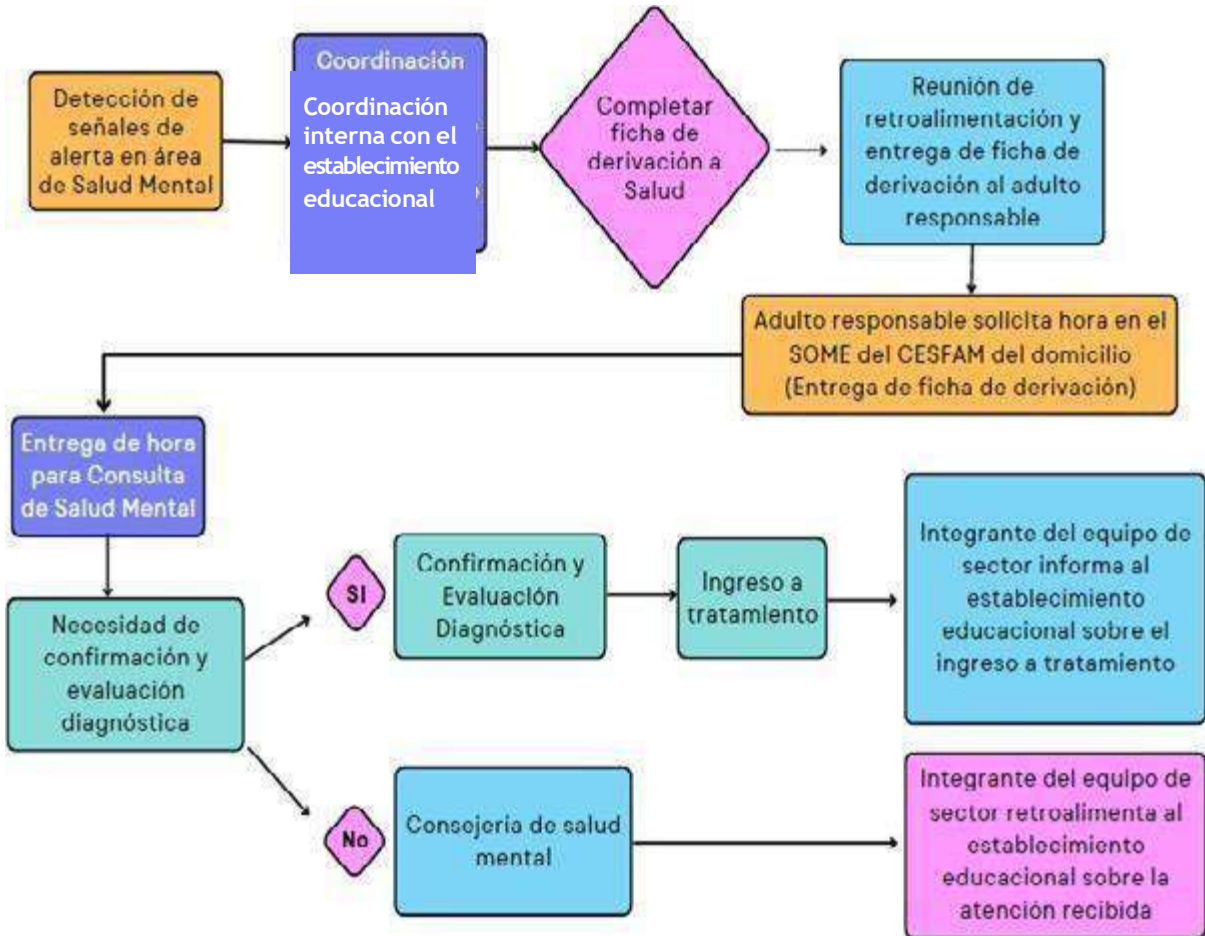 Detección de
señales de
alerta en área
de Salud Mental
Coordinación
Coordinación
interna con el
establecimiento
educacional
Completar
ficha de
derivación a
Salud
Reunión de
retroalimentación y
entrega de ficha de
derivación al adulto
responsable
Adulto responsable solicita hora en el
SOME del CESFAM del domicilio
(Entrega de ficha de derivación)
Entrega de hora
para Consulta
de Salud Mental
Necesidad de
confirmación y
evaluación
diagnóstica
SI
Confirmación y
Evaluación
Diagnóstica
Ingreso a
tratamiento
Integrante del equipo de
sector informa al
establecimiento
educacional sobre el
ingreso a tratamiento
No
Consejería de salud
mental
Integrante del equipo de
sector retroalimenta al
establecimiento
educacional sobre la
atención recibida